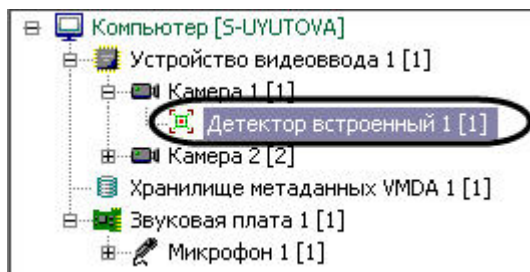 Компьютер [S-UYUTOVA]
Устройство видеоввода 1 [1]
Камера 1 [1]
Детектор встроенный 1 [1]
Камера 2 [2]
Хранилище метаданных VMDA 1 [1]
Звуковая плата 1 [1]
Микрофон 1 [1]